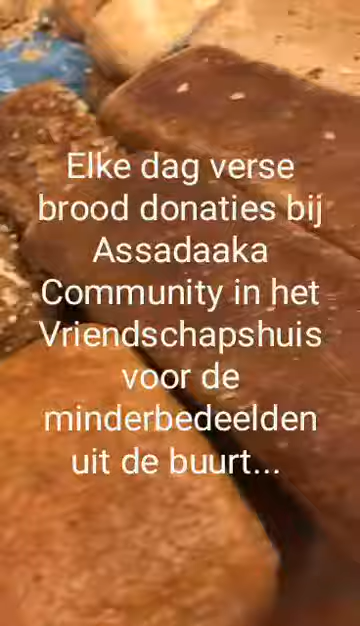 Elke dag verse
brood donaties bij
Assadaaka
Community in het
Vriendschapshuis
voor de
minderbedeelden
uit de buurt...